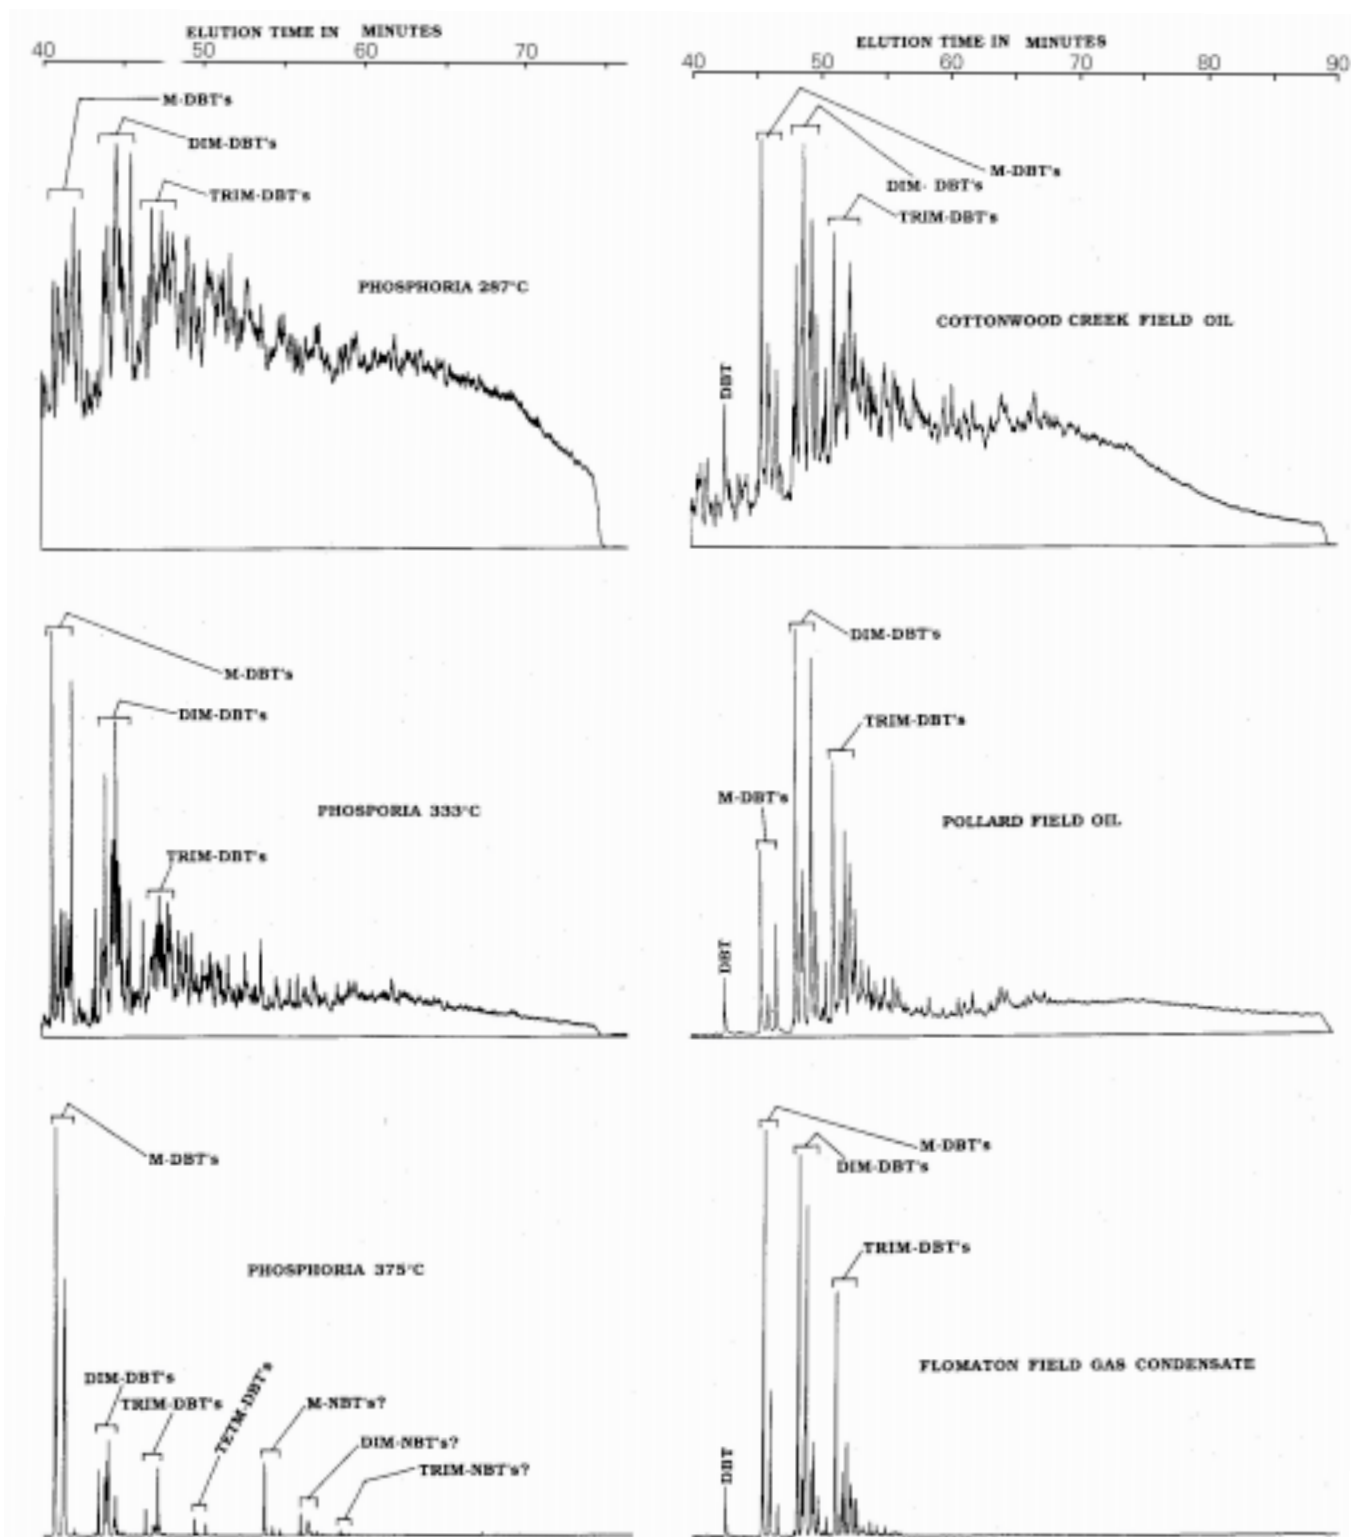 ELUTION TIME IN MINUTES
40 50 60 70
M-DBT's
DIM-DBT's
TRIM-DBT's
PHOSPHORIA 287°C
ELUTION TIME IN MINUTES
40 50 60 70 80 90
M-DBT's
DIM- DBT's
TRIM-DBT's
COTTONWOOD CREEK FIELD OIL
DBT
M-DBT's
DIM-DBT's
PHOSPORIA 333°C
TRIM-DBT's
DIM-DBT's
TRIM-DBT's
M-DBT's
POLLARD FIELD OIL
DBT
M-DBT's
PHOSPHORIA 375°C
DIM-DBT's
TRIM-DBT's
TETM-DBT's
M-NBT's?
DIM-NBT's?
TRIM-NBT's?
M-DBT's
DIM-DBT's
TRIM-DBT's
FLOMATON FIELD GAS CONDENSATE
DBT